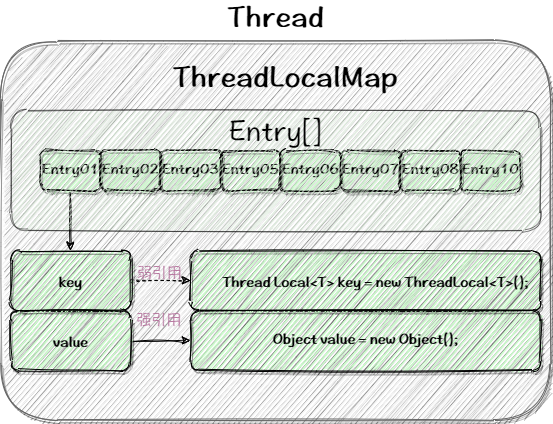 Thread
ThreadLocalMap
Entry[]
Entry01 Entry02 Entry03 Entry05 Entry06 Entry07 Entry08 Entry10
key 弱引用 Thread Local<T> key = new ThreadLocal<T>();
强引用
value Object value = new Object();